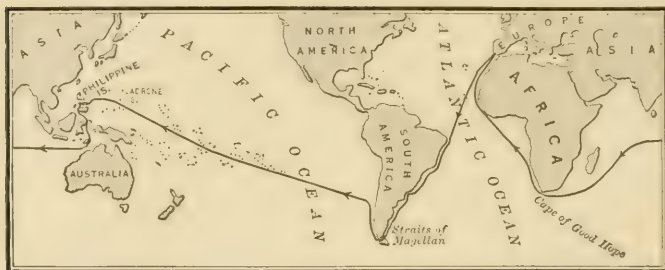 ASIA
PHILIPPINE
IS.
LADRONE
S.
AUSTRALIA
PACIFIC
OCEAN
NORTH
AMERICA
SOUTH
AMERICA
Straits of
Magellan
ATLANTIC
OCEAN
EUROPE
ASIA
AFRICA
Cape of
Good Hope